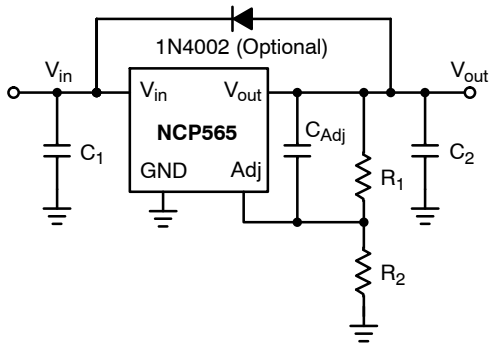 1N4002 (Optional)
V_in
V_out
V_in
V_out
NCP565
C_Adj
C_1
GND
Adj
R_1
C_2
R_2